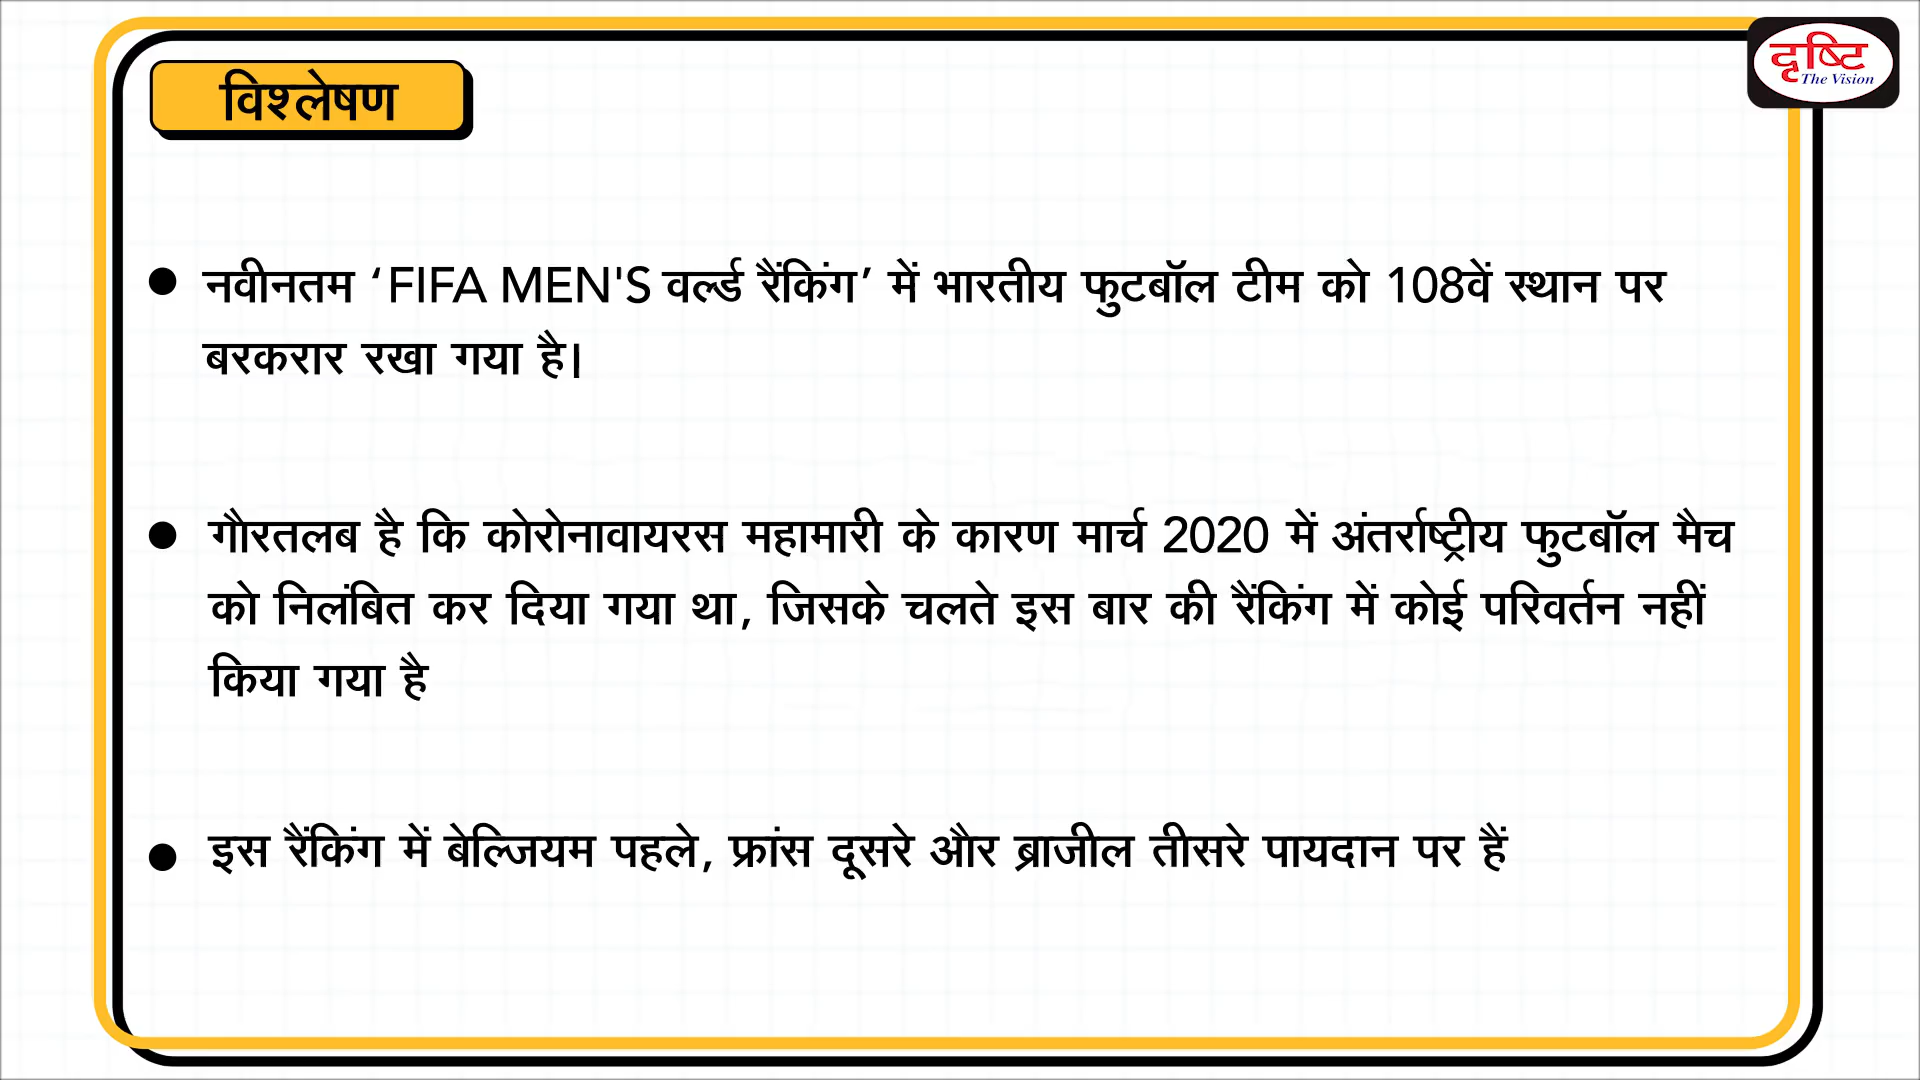 दृष्टि
The Vision
विश्लेषण
नवीनतम ‘FIFA MEN'S वर्ल्ड रैंकिंग’ में भारतीय फुटबॉल टीम को 108वें स्थान पर
बरकरार रखा गया है।
गौरतलब है कि कोरोनावायरस महामारी के कारण मार्च 2020 में अंतर्राष्ट्रीय फुटबॉल मैच
को निलंबित कर दिया गया था, जिसके चलते इस बार की रैंकिंग में कोई परिवर्तन नहीं
किया गया है
इस रैंकिंग में बेल्जियम पहले, फ्रांस दूसरे और ब्राजील तीसरे पायदान पर हैं